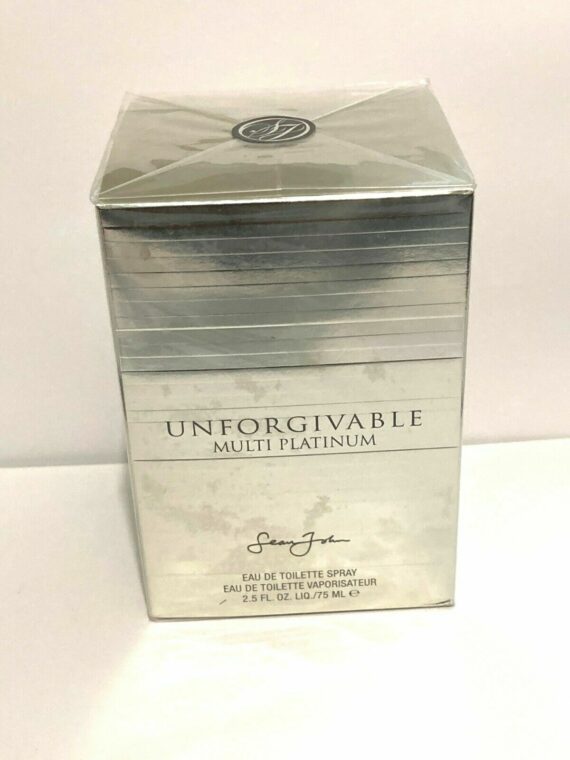 UNFORGIVABLE
MULTI PLATINUM
Sean John
EAU DE TOILETTE SPRAY
EAU DE TOILETTE VAPORISATEUR
2.5 FL. OZ. LIQ./75 ML ℮